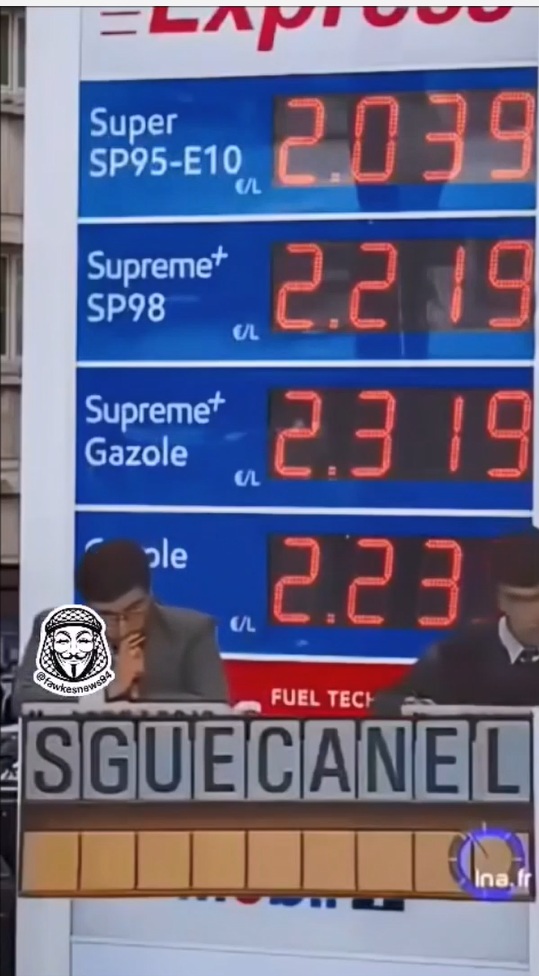 Express
Super
SP95-E10
€/L
2.039
Supreme+
SP98
€/L
2.219
Supreme+
Gazole
€/L
2.319
€/L
2.23
@fawkesnews94
FUEL TECH
SGUECANEL
Ina.fr